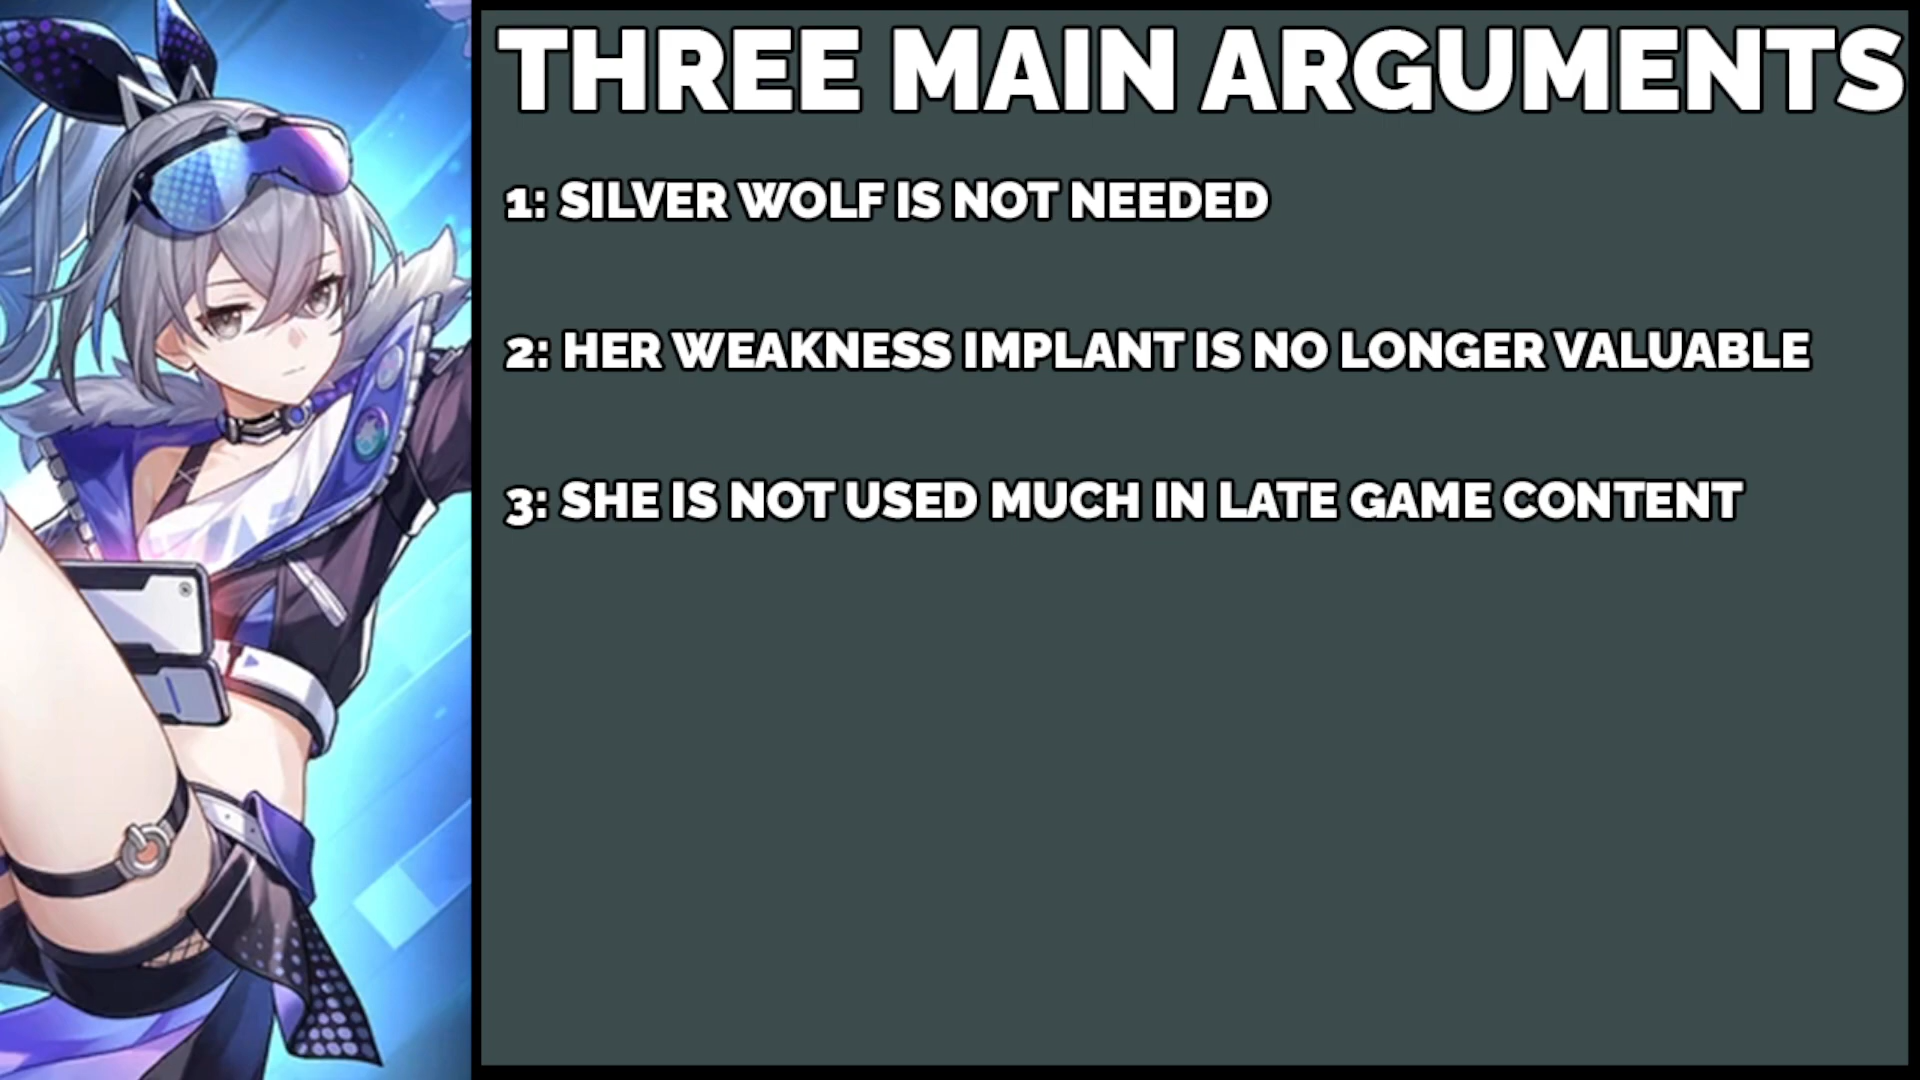 THREE MAIN ARGUMENTS
1: SILVER WOLF IS NOT NEEDED
2: HER WEAKNESS IMPLANT IS NO LONGER VALUABLE
3: SHE IS NOT USED MUCH IN LATE GAME CONTENT